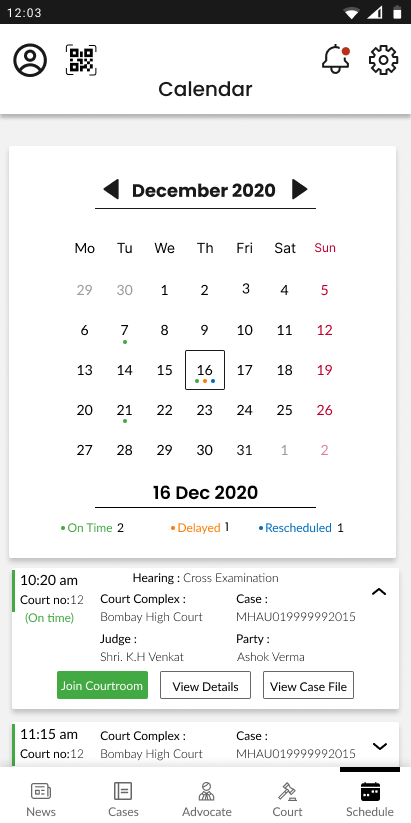 12:03
Calendar
December 2020
Mo Tu We Th Fri Sat Sun
29 30 1 2 3 4 5
6 7 8 9 10 11 12
13 14 15 16 17 18 19
20 21 22 23 24 25 26
27 28 29 30 31 1 2
16 Dec 2020
On Time 2 Delayed 1 Rescheduled 1
10:20 am Hearing : Cross Examination
Court no:12 Court Complex : Case :
(On time) Bombay High Court MHAU019999992015
Judge : Party :
Shri. K.H Venkat Ashok Verma
Join Courtroom View Details View Case File
11:15 am Court Complex : Case :
Court no:12 Bombay High Court MHAU019999992015
News Cases Advocate Court Schedule